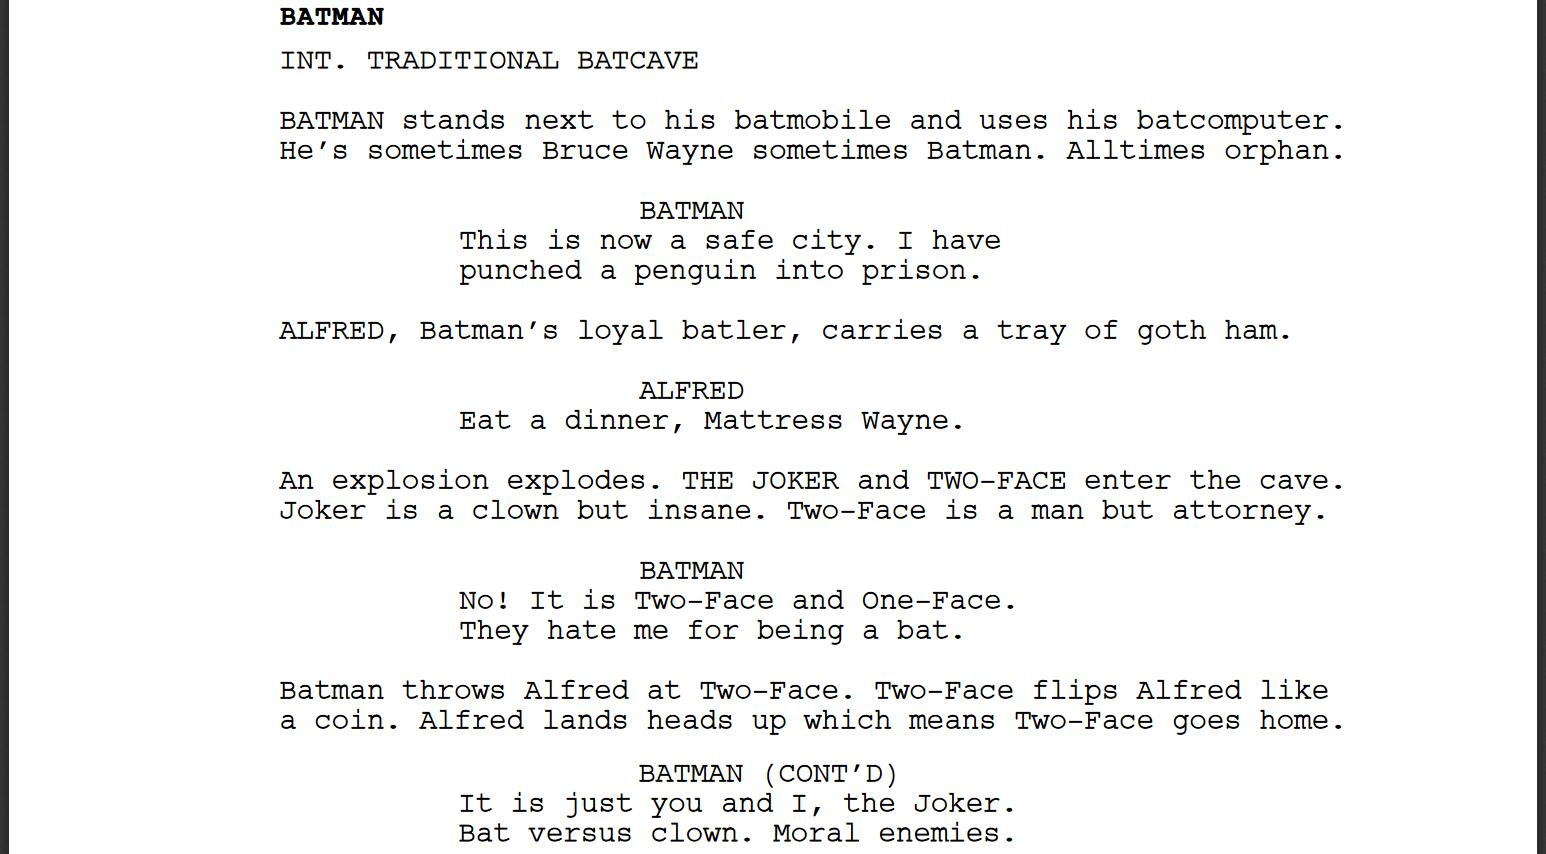 BATMAN
INT. TRADITIONAL BATCAVE
BATMAN stands next to his batmobile and uses his batcomputer.
He’s sometimes Bruce Wayne sometimes Batman. Alltimes orphan.
BATMAN
This is now a safe city. I have
punched a penguin into prison.
ALFRED, Batman’s loyal batler, carries a tray of goth ham.
ALFRED
Eat a dinner, Mattress Wayne.
An explosion explodes. THE JOKER and TWO-FACE enter the cave.
Joker is a clown but insane. Two-Face is a man but attorney.
BATMAN
No! It is Two-Face and One-Face.
They hate me for being a bat.
Batman throws Alfred at Two-Face. Two-Face flips Alfred like
a coin. Alfred lands heads up which means Two-Face goes home.
BATMAN (CONT’D)
It is just you and I, the Joker.
Bat versus clown. Moral enemies.